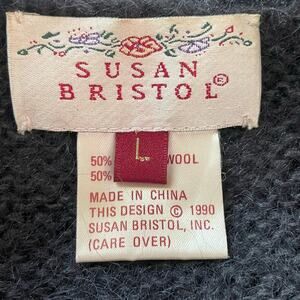 SUSAN
BRISTOL®
L
50% WOOL
50%
MADE IN CHINA
THIS DESIGN © 1990
SUSAN BRISTOL, INC.
(CARE OVER)